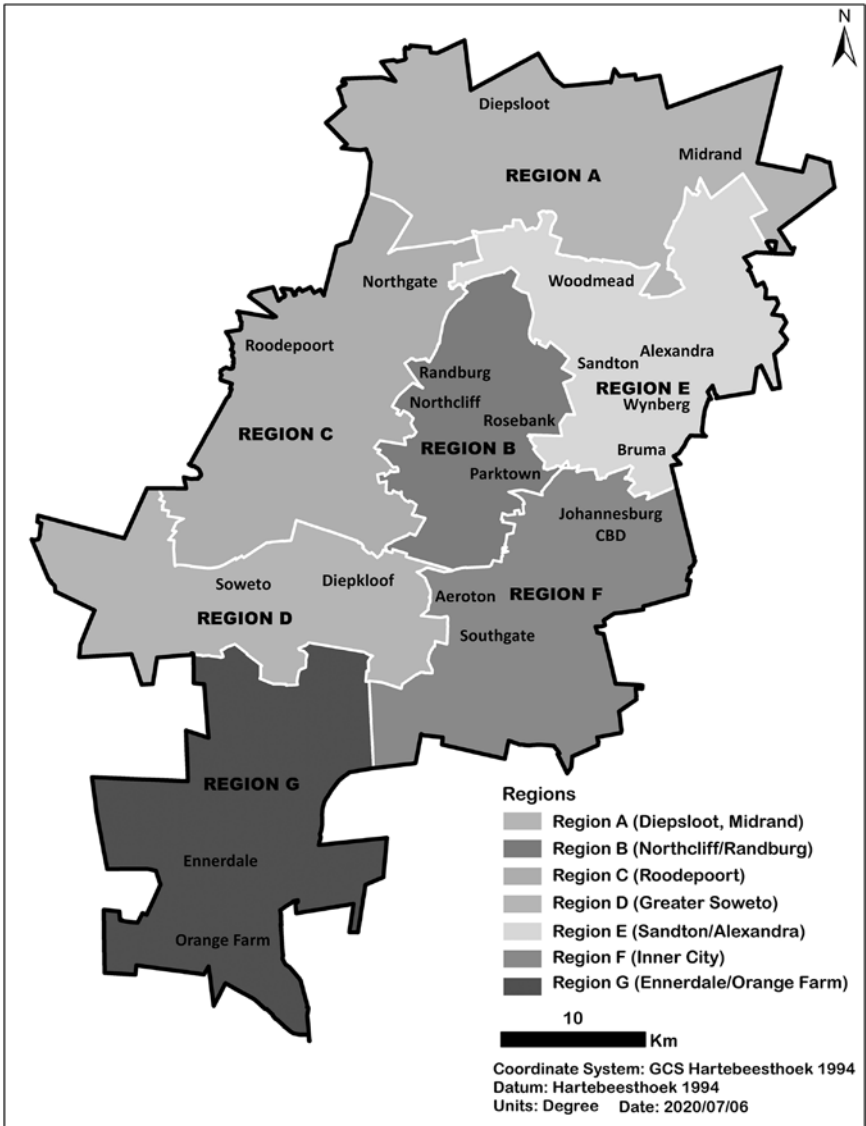 N
Diepsloot
Midrand
REGION A
Northgate
Woodmead
Roodepoort
Alexandra
Sandton
Randburg
REGION E
Northcliff
Wynberg
Rosebank
REGION C
REGION B
Bruma
Parktown
Johannesburg
CBD
Soweto
Diepkloof
Aeroton
REGION F
REGION D
Southgate
REGION G
Ennerdale
Orange Farm
Regions
Region A (Diepsloot, Midrand)
Region B (Northcliff/Randburg)
Region C (Roodepoort)
Region D (Greater Soweto)
Region E (Sandton/Alexandra)
Region F (Inner City)
Region G (Ennerdale/Orange Farm)
10
Km
Coordinate System: GCS Hartebeesthoek 1994
Datum: Hartebeesthoek 1994
Units: Degree Date: 2020/07/06